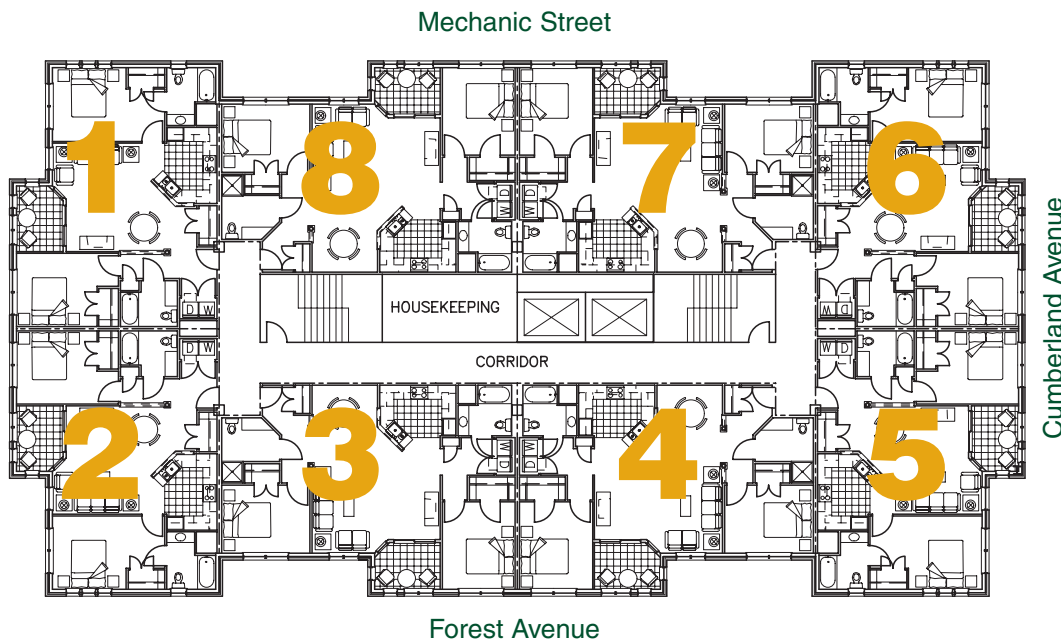 Mechanic Street
1
8
7
6
D W
W
D
W
D
W D
HOUSEKEEPING
CORRIDOR
Cumberland Avenue
D W
W D
2
3
4
5
W
D
W
D
Forest Avenue